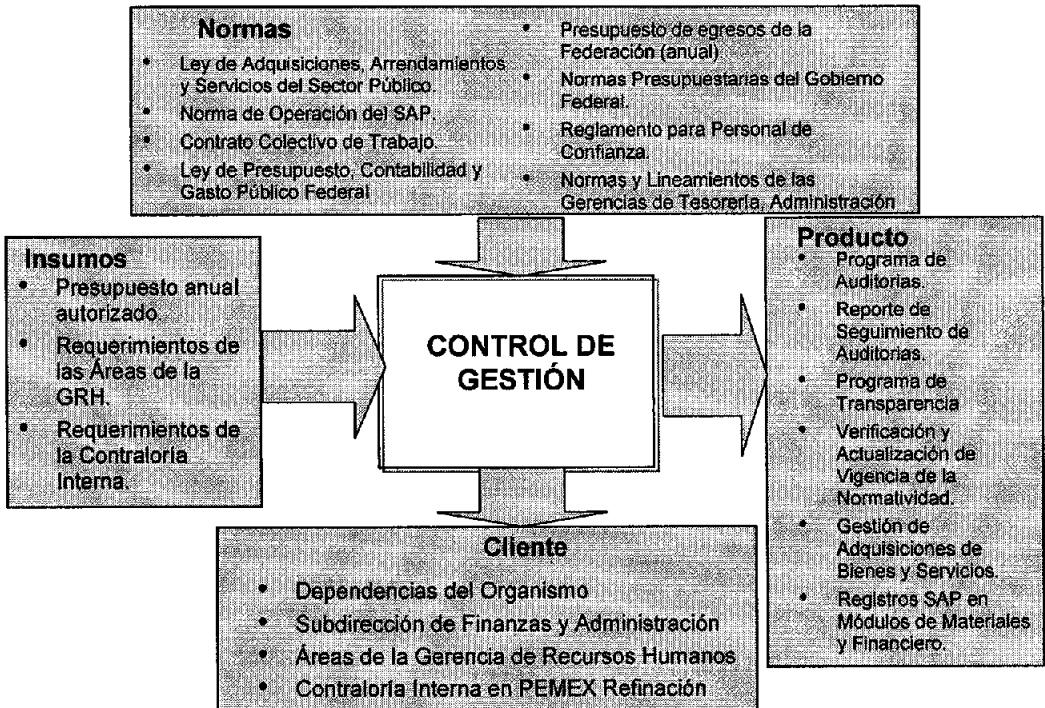 Normas
• Ley de Adquisiciones, Arrendamientos
y Servicios del Sector Público.
• Norma de Operación del SAP.
• Contrato Colectivo de Trabajo.
• Ley de Presupuesto, Contabilidad y
Gasto Público Federal
• Presupuesto de egresos de la
Federación (anual)
• Normas Presupuestarias del Gobierno
Federal.
• Reglamento para Personal de
Confianza.
• Normas y Lineamientos de las
Gerencias de Tesorería, Administración
Insumos
• Presupuesto anual
autorizado.
• Requerimientos de
las Áreas de la
GRH.
• Requerimientos de
la Contraloría
Interna.
CONTROL DE
GESTIÓN
Producto
• Programa de
Auditorias.
• Reporte de
Seguimiento de
Auditorias.
• Programa de
Transparencia
• Verificación y
Actualización de
Vigencia de la
Normatividad.
• Gestión de
Adquisiciones de
Bienes y Servicios.
• Registros SAP en
Módulos de Materiales
y Financiero.
Cliente
• Dependencias del Organismo
• Subdirección de Finanzas y Administración
• Áreas de la Gerencia de Recursos Humanos
• Contraloría Interna en PEMEX Refinación